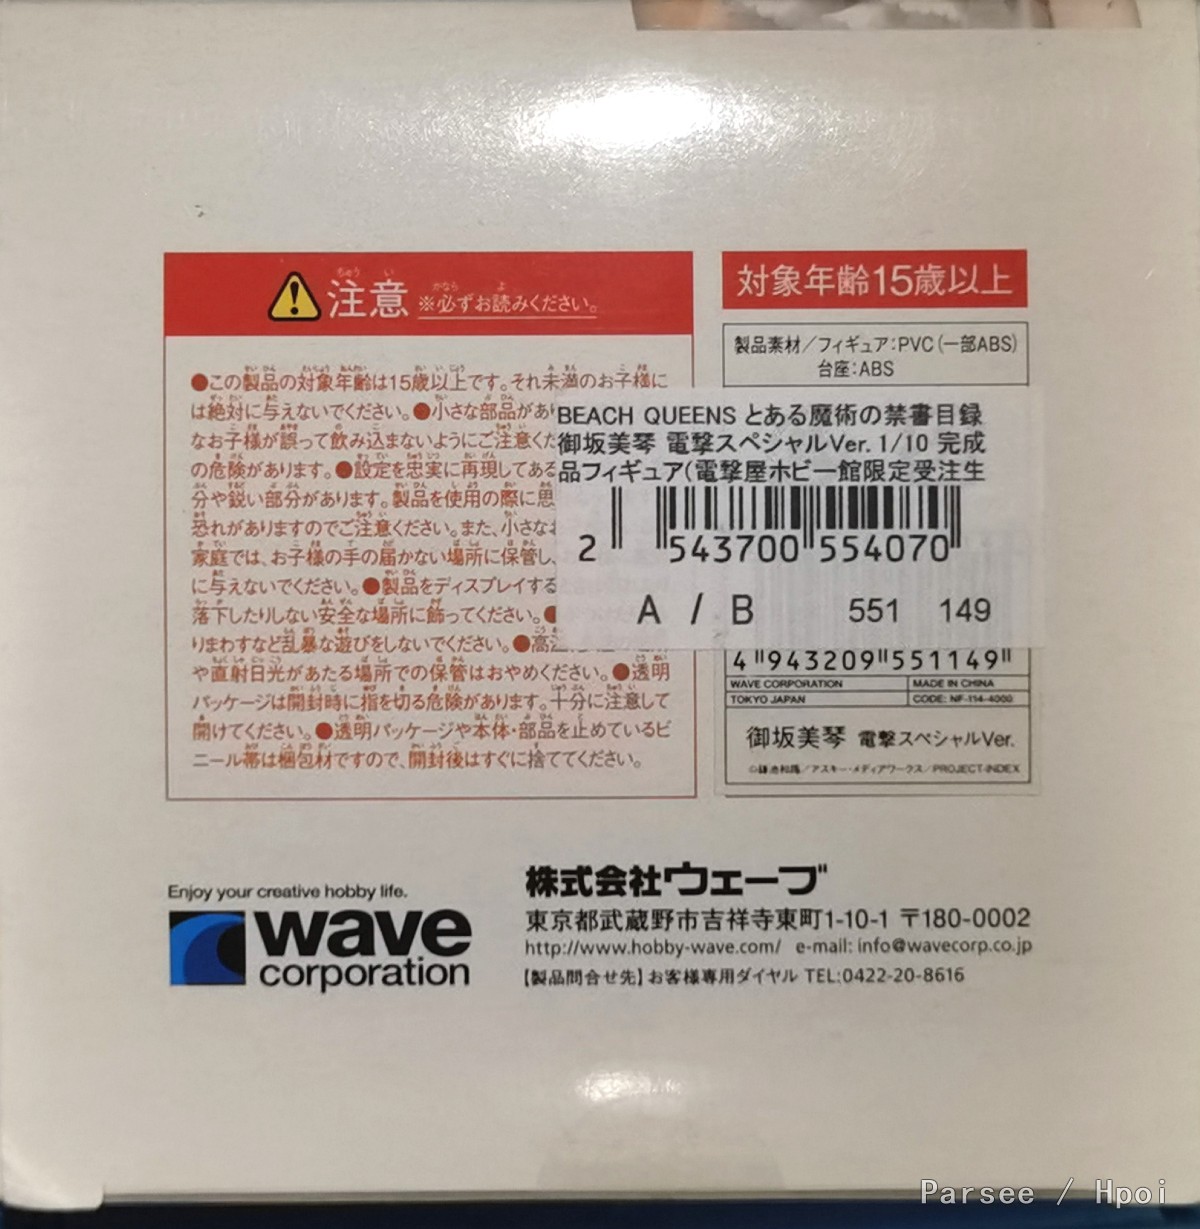 注意 ※必ずお読みください。
●この製品の対象年齢は15歳以上です。それ未満のお子様に
は絶対に与えないでください。●小さな部品があ
なお子様が誤って飲み込まないようにご注意く
の危険があります。●設定を忠実に再現してある
分や鋭い部分があります。製品を使用の際に思
恐れがありますのでご注意ください。また、小さなお
家庭では、お子様の手の届かない場所に保管し、
に与えないでください。●製品をディスプレイする
落下したりしない安全な場所に飾ってください。●
りまわすなど乱暴な遊びをしないでください。●高
や直射日光があたる場所での保管はおやめください。●透明
パッケージは開封時に指を切る危険があります。十分に注意して
開けてください。●透明パッケージや本体・部品を止めているビ
ニール帯は梱包材ですので、開封後はすぐに捨ててください。
対象年齢15歳以上
製品素材/フィギュア:PVC(一部ABS)
台座:ABS
BEACH QUEENS とある魔術の禁書目録
御坂美琴 電撃スペシャルVer. 1/10 完成
品フィギュア(電撃屋ホビー館限定受注生
2 543700 554070
A / B 551 149
4 943209 551149
WAVE CORPORATION MADE IN CHINA
TOKYO JAPAN CODE: NF-114-4000
御坂美琴 電撃スペシャルVer.
©鎌池和馬/アスキー・メディアワークス/PROJECT-INDEX
Enjoy your creative hobby life.
wave
corporation
株式会社ウェーブ
東京都武蔵野市吉祥寺東町1-10-1 〒180-0002
http://www.hobby-wave.com/ e-mail: info@wavecorp.co.jp
【製品問合せ先】お客様専用ダイヤル TEL:0422-20-8616
Parsee / Hpoi